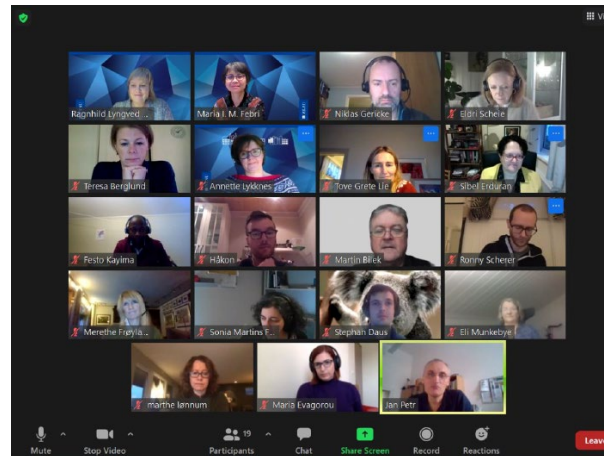 Vi
Ragnhild Lyngved...
Maria I. M. Febri
Niklas Gericke
Eldri Scheie
Teresa Berglund
Annette Lykknes
Tove Grete Lie
Sibel Erduran
Festo Kayima
Håkon
Martin Bilek
Ronny Scherer
Merethe Frøyla...
Sonia Martins F...
Stephan Daus
Eli Munkebye
marthe lønnum
Maria Evagorou
Jan Petr
19
Mute
Stop Video
Participants
Chat
Share Screen
Record
Reactions
Leave